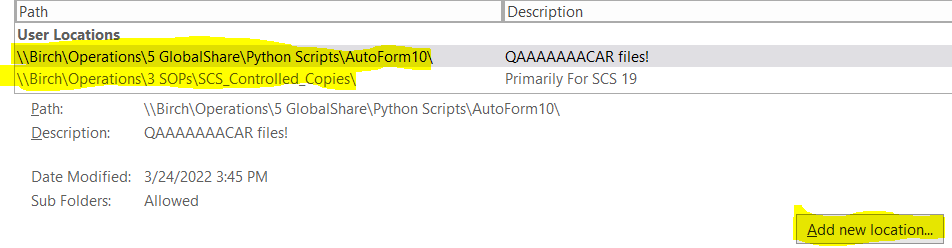 Path Description
User Locations
\\Birch\Operations\5 GlobalShare\Python Scripts\AutoForm10\ QAAAAAAACAR files!
\\Birch\Operations\3 SOPs\SCS_Controlled_Copies\ Primarily For SCS 19
Path: \\Birch\Operations\5 GlobalShare\Python Scripts\AutoForm10\
Description: QAAAAAAACAR files!
Date Modified: 3/24/2022 3:45 PM
Sub Folders: Allowed
Add new location...